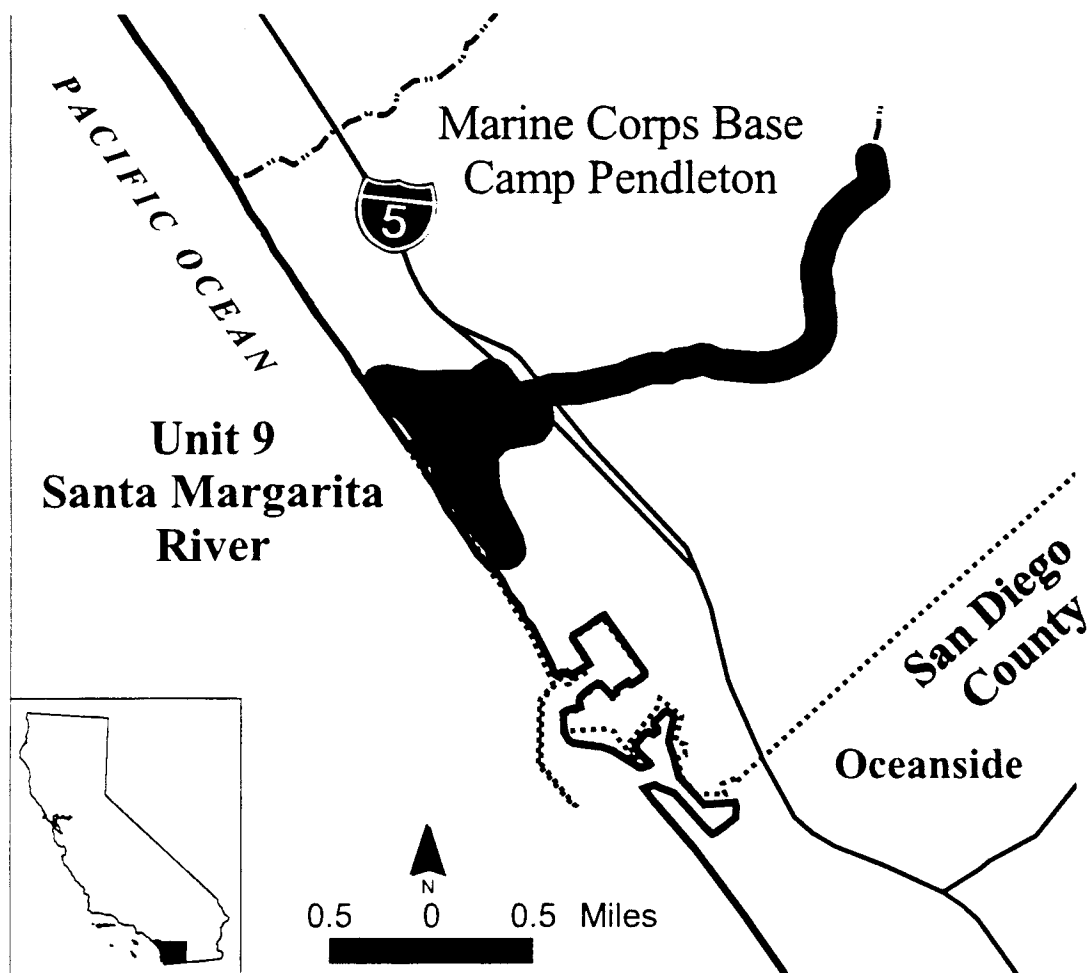 PACIFIC OCEAN
Marine Corps Base
Camp Pendleton
5
Unit 9
Santa Margarita
River
San Diego
County
Oceanside
N
0.5 0 0.5 Miles